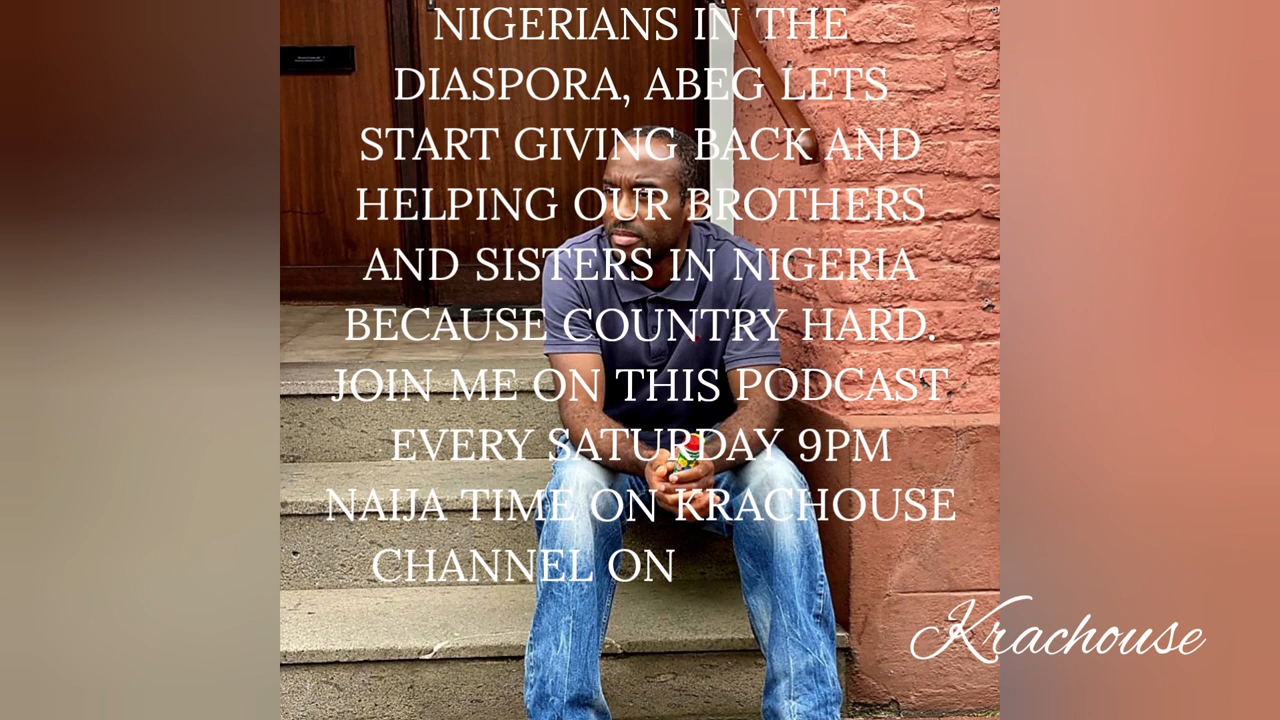 NIGERIANS IN THE
DIASPORA, ABEG LETS
START GIVING BACK AND
HELPING OUR BROTHERS
AND SISTERS IN NIGERIA
BECAUSE COUNTRY HARD.
JOIN ME ON THIS PODCAST
EVERY SATURDAY 9PM
NAIJA TIME ON KRACHOUSE
CHANNEL ON
Krachouse